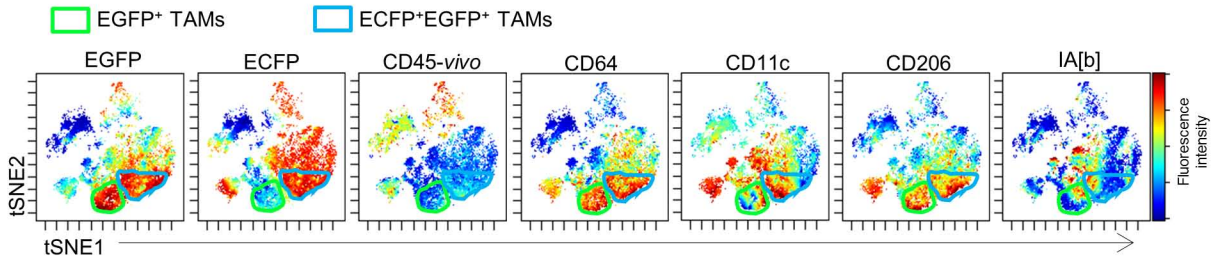 EGFP⁺ TAMs
ECFP⁺EGFP⁺ TAMs
EGFP
ECFP
CD45-vivo
CD64
CD11c
CD206
IA[b]
tSNE2
Fluorescence
intensity
tSNE1